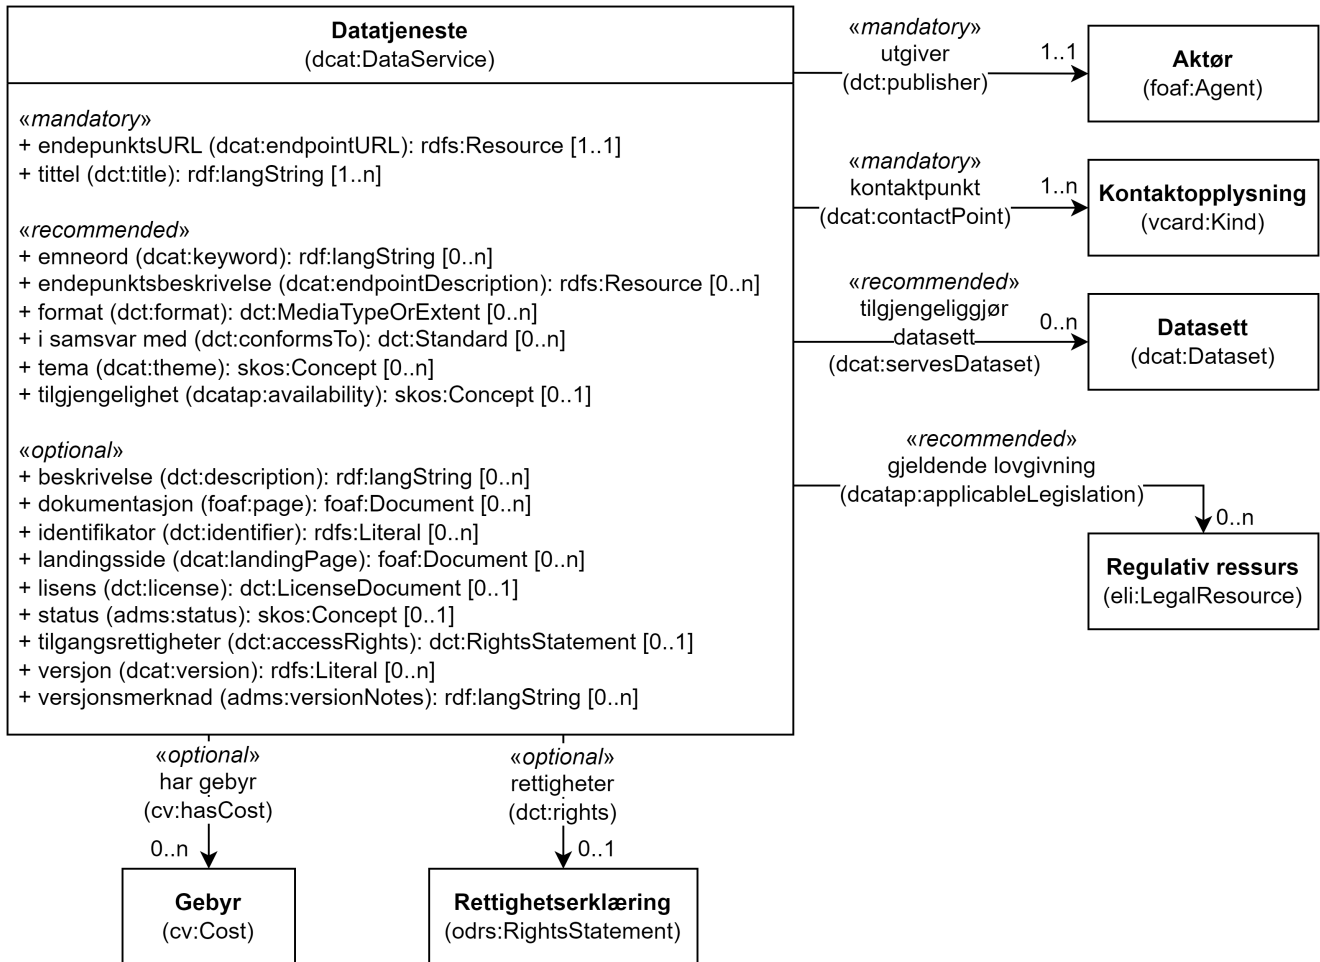 Datatjeneste
(dcat:DataService)
«mandatory»
+ endepunktsURL (dcat:endpointURL): rdfs:Resource [1..1]
+ tittel (dct:title): rdf:langString [1..n]
«recommended»
+ emneord (dcat:keyword): rdf:langString [0..n]
+ endepunktsbeskrivelse (dcat:endpointDescription): rdfs:Resource [0..n]
+ format (dct:format): dct:MediaTypeOrExtent [0..n]
+ i samsvar med (dct:conformsTo): dct:Standard [0..n]
+ tema (dcat:theme): skos:Concept [0..n]
+ tilgjengelighet (dcatap:availability): skos:Concept [0..1]
«optional»
+ beskrivelse (dct:description): rdf:langString [0..n]
+ dokumentasjon (foaf:page): foaf:Document [0..n]
+ identifikator (dct:identifier): rdfs:Literal [0..n]
+ landingsside (dcat:landingPage): foaf:Document [0..n]
+ lisens (dct:license): dct:LicenseDocument [0..1]
+ status (adms:status): skos:Concept [0..1]
+ tilgangsrettigheter (dct:accessRights): dct:RightsStatement [0..1]
+ versjon (dcat:version): rdfs:Literal [0..n]
+ versjonsmerknad (adms:versionNotes): rdf:langString [0..n]
«mandatory»
utgiver
(dct:publisher)
1..1
Aktør
(foaf:Agent)
«mandatory»
kontaktpunkt
(dcat:contactPoint)
1..n
Kontaktopplysning
(vcard:Kind)
«recommended»
tilgjengeliggjør
datasett
(dcat:servesDataset)
0..n
Datasett
(dcat:Dataset)
«recommended»
gjeldende lovgivning
(dcatap:applicableLegislation)
0..n
Regulativ ressurs
(eli:LegalResource)
«optional»
har gebyr
(cv:hasCost)
0..n
Gebyr
(cv:Cost)
«optional»
rettigheter
(dct:rights)
0..1
Rettighetserklæring
(odrs:RightsStatement)